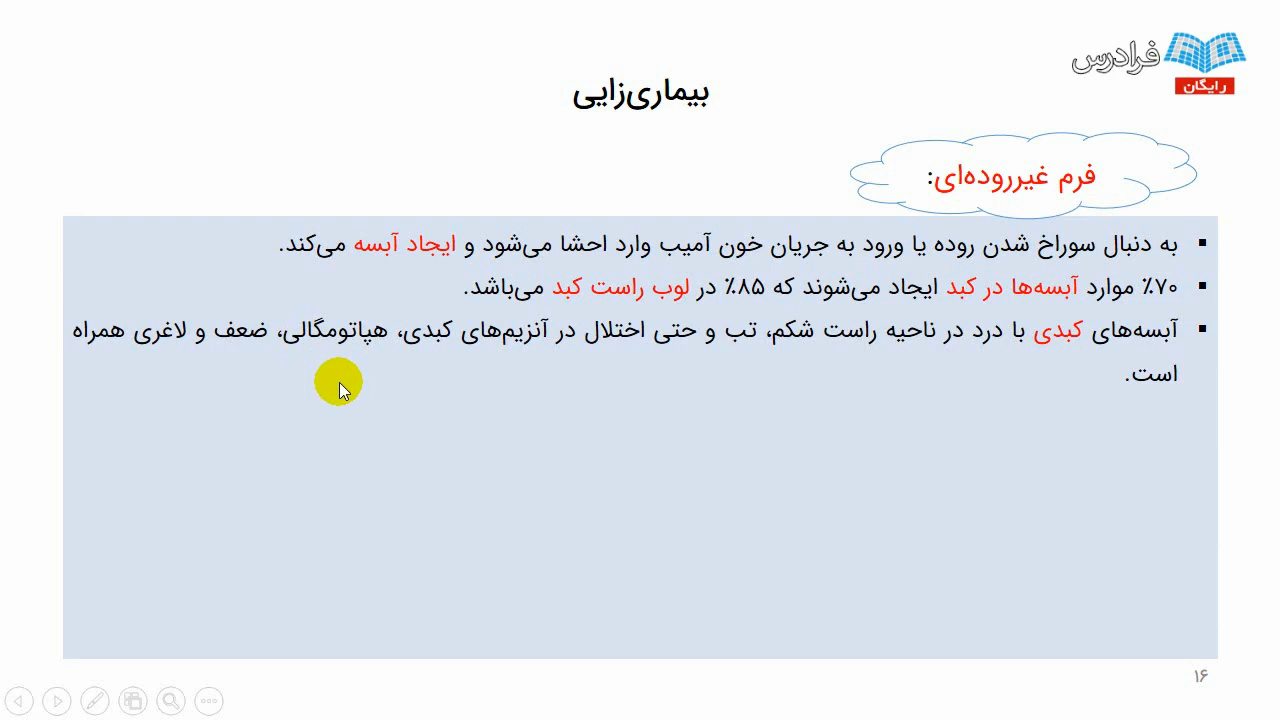 فرادرس
رایگان
بیماری‌زایی
فرم غیرروده‌ای:
▪ به دنبال سوراخ شدن روده یا ورود به جریان خون آمیب وارد احشا می‌شود و ایجاد آبسه می‌کند.
▪ ۷۰٪ موارد آبسه‌ها در کبد ایجاد می‌شوند که ۸۵٪ در لوب راست کبد می‌باشد.
▪ آبسه‌های کبدی با درد در ناحیه راست شکم، تب و حتی اختلال در آنزیم‌های کبدی، هپاتومگالی، ضعف و لاغری همراه
است.
۱۶